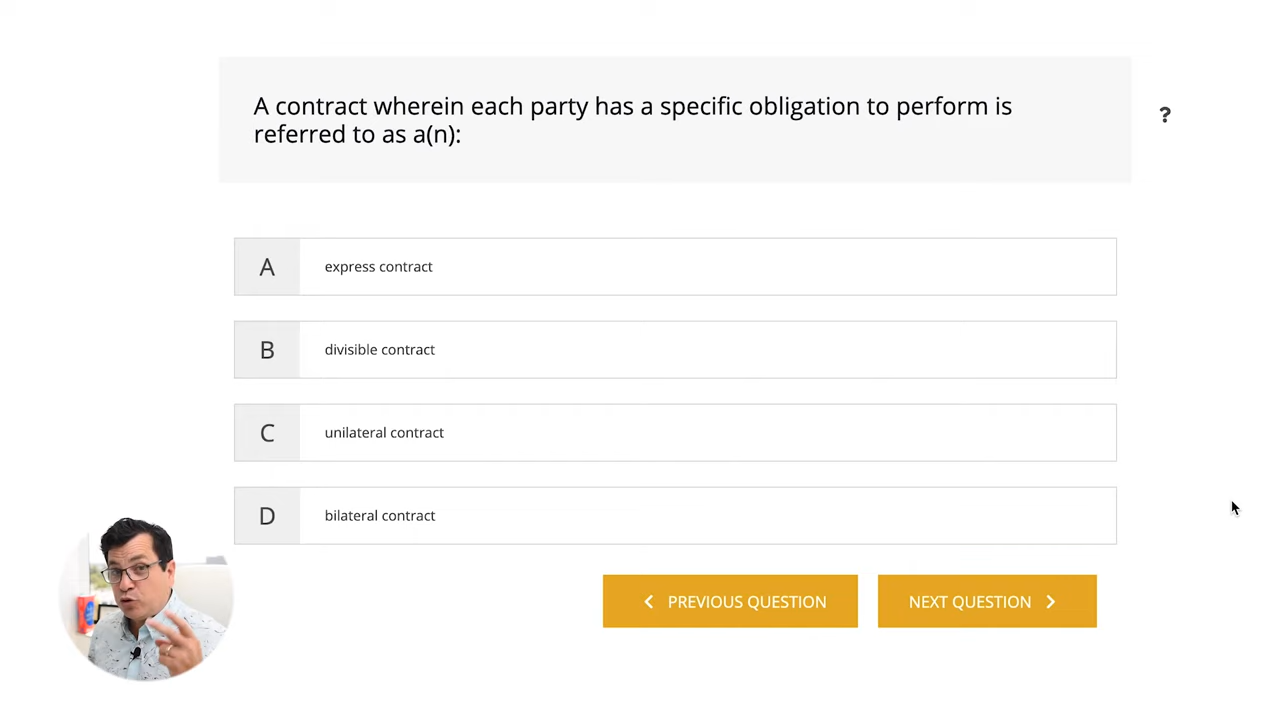 A contract wherein each party has a specific obligation to perform is
referred to as a(n):
?
A
express contract
B
divisible contract
C
unilateral contract
D
bilateral contract
PREVIOUS QUESTION
NEXT QUESTION